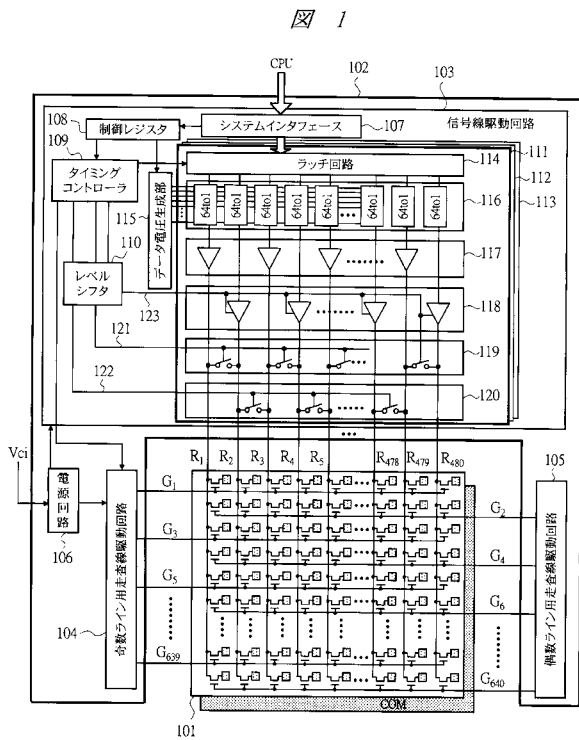 図 1
CPU
102
103
108
制御レジスタ
システムインタフェース
107
信号線駆動回路
109
タイミング
コントローラ
ラッチ回路
114
111
112
113
115
データ電圧生成部
64to1
64to1
64to1
64to1
64to1
64to1
64to1
64to1
116
110
117
レベル
シフタ
123
118
121
119
122
120
Vci
電源回路
106
R1
R2
R3
R4
R5
R478
R479
R480
105
G1
G2
G3
G4
G5
G6
G639
G640
奇数ライン用走査線駆動回路
104
偶数ライン用走査線駆動回路
101
COM